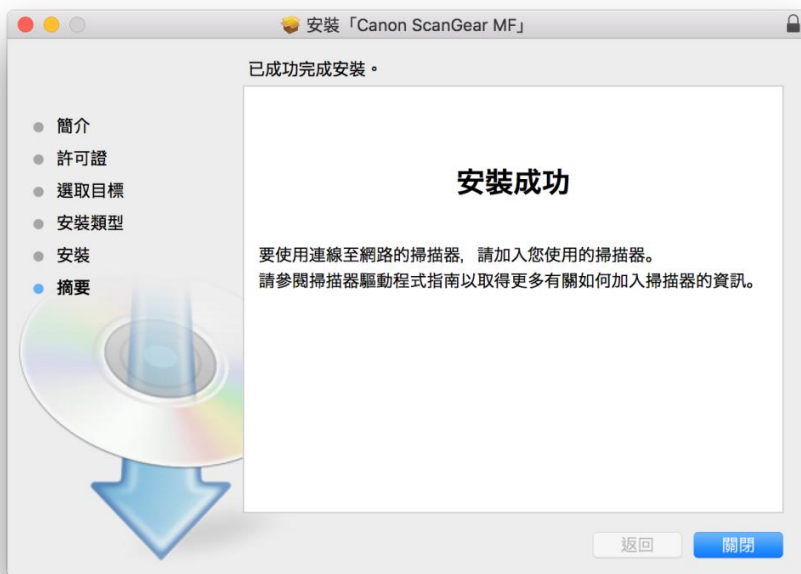 安裝「Canon ScanGear MF」
已成功完成安裝。
簡介
許可證
選取目標
安裝類型
安裝
摘要
安裝成功
要使用連線至網路的掃描器，請加入您使用的掃描器。
請參閱掃描器驅動程式指南以取得更多有關如何加入掃描器的資訊。
返回
關閉